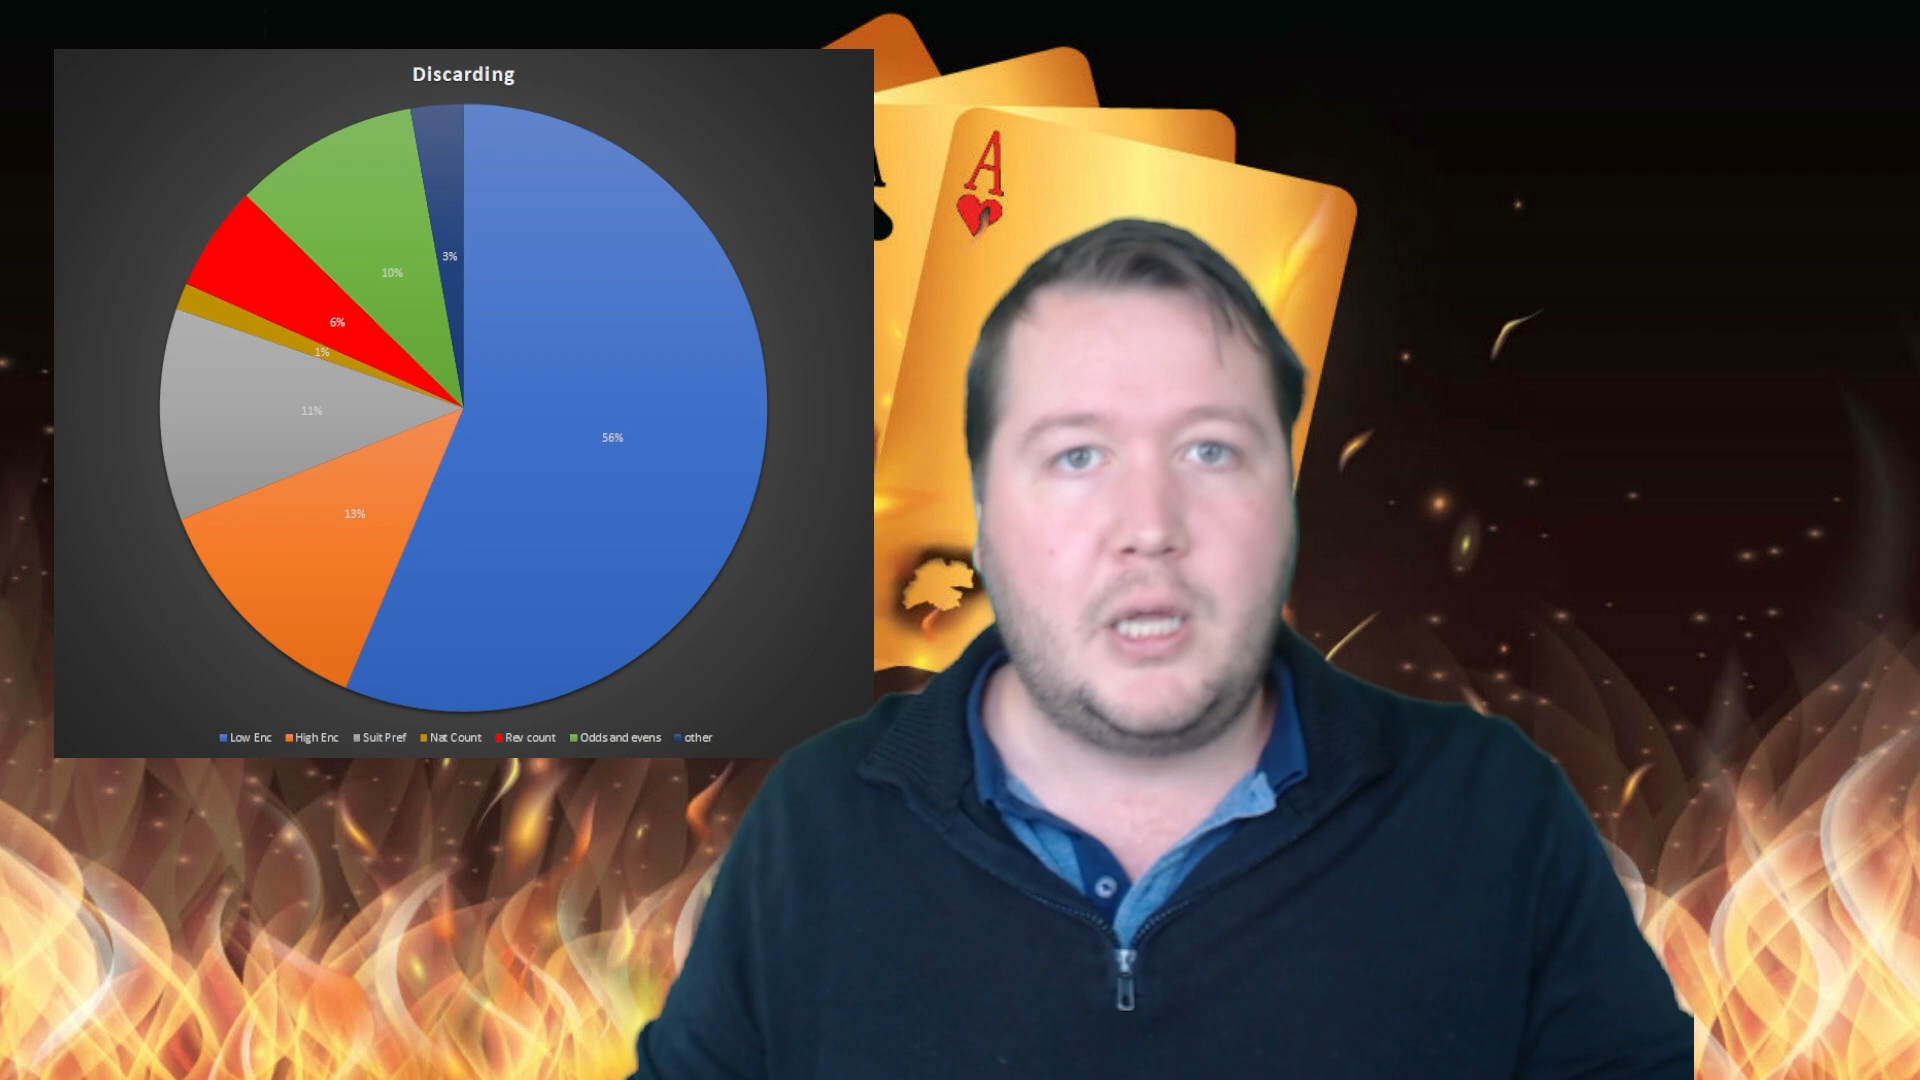 Discarding
3%
10%
6%
1%
11%
56%
13%
Low Enc High Enc Suit Pref Nat Count Rev count Odds and evens other
A